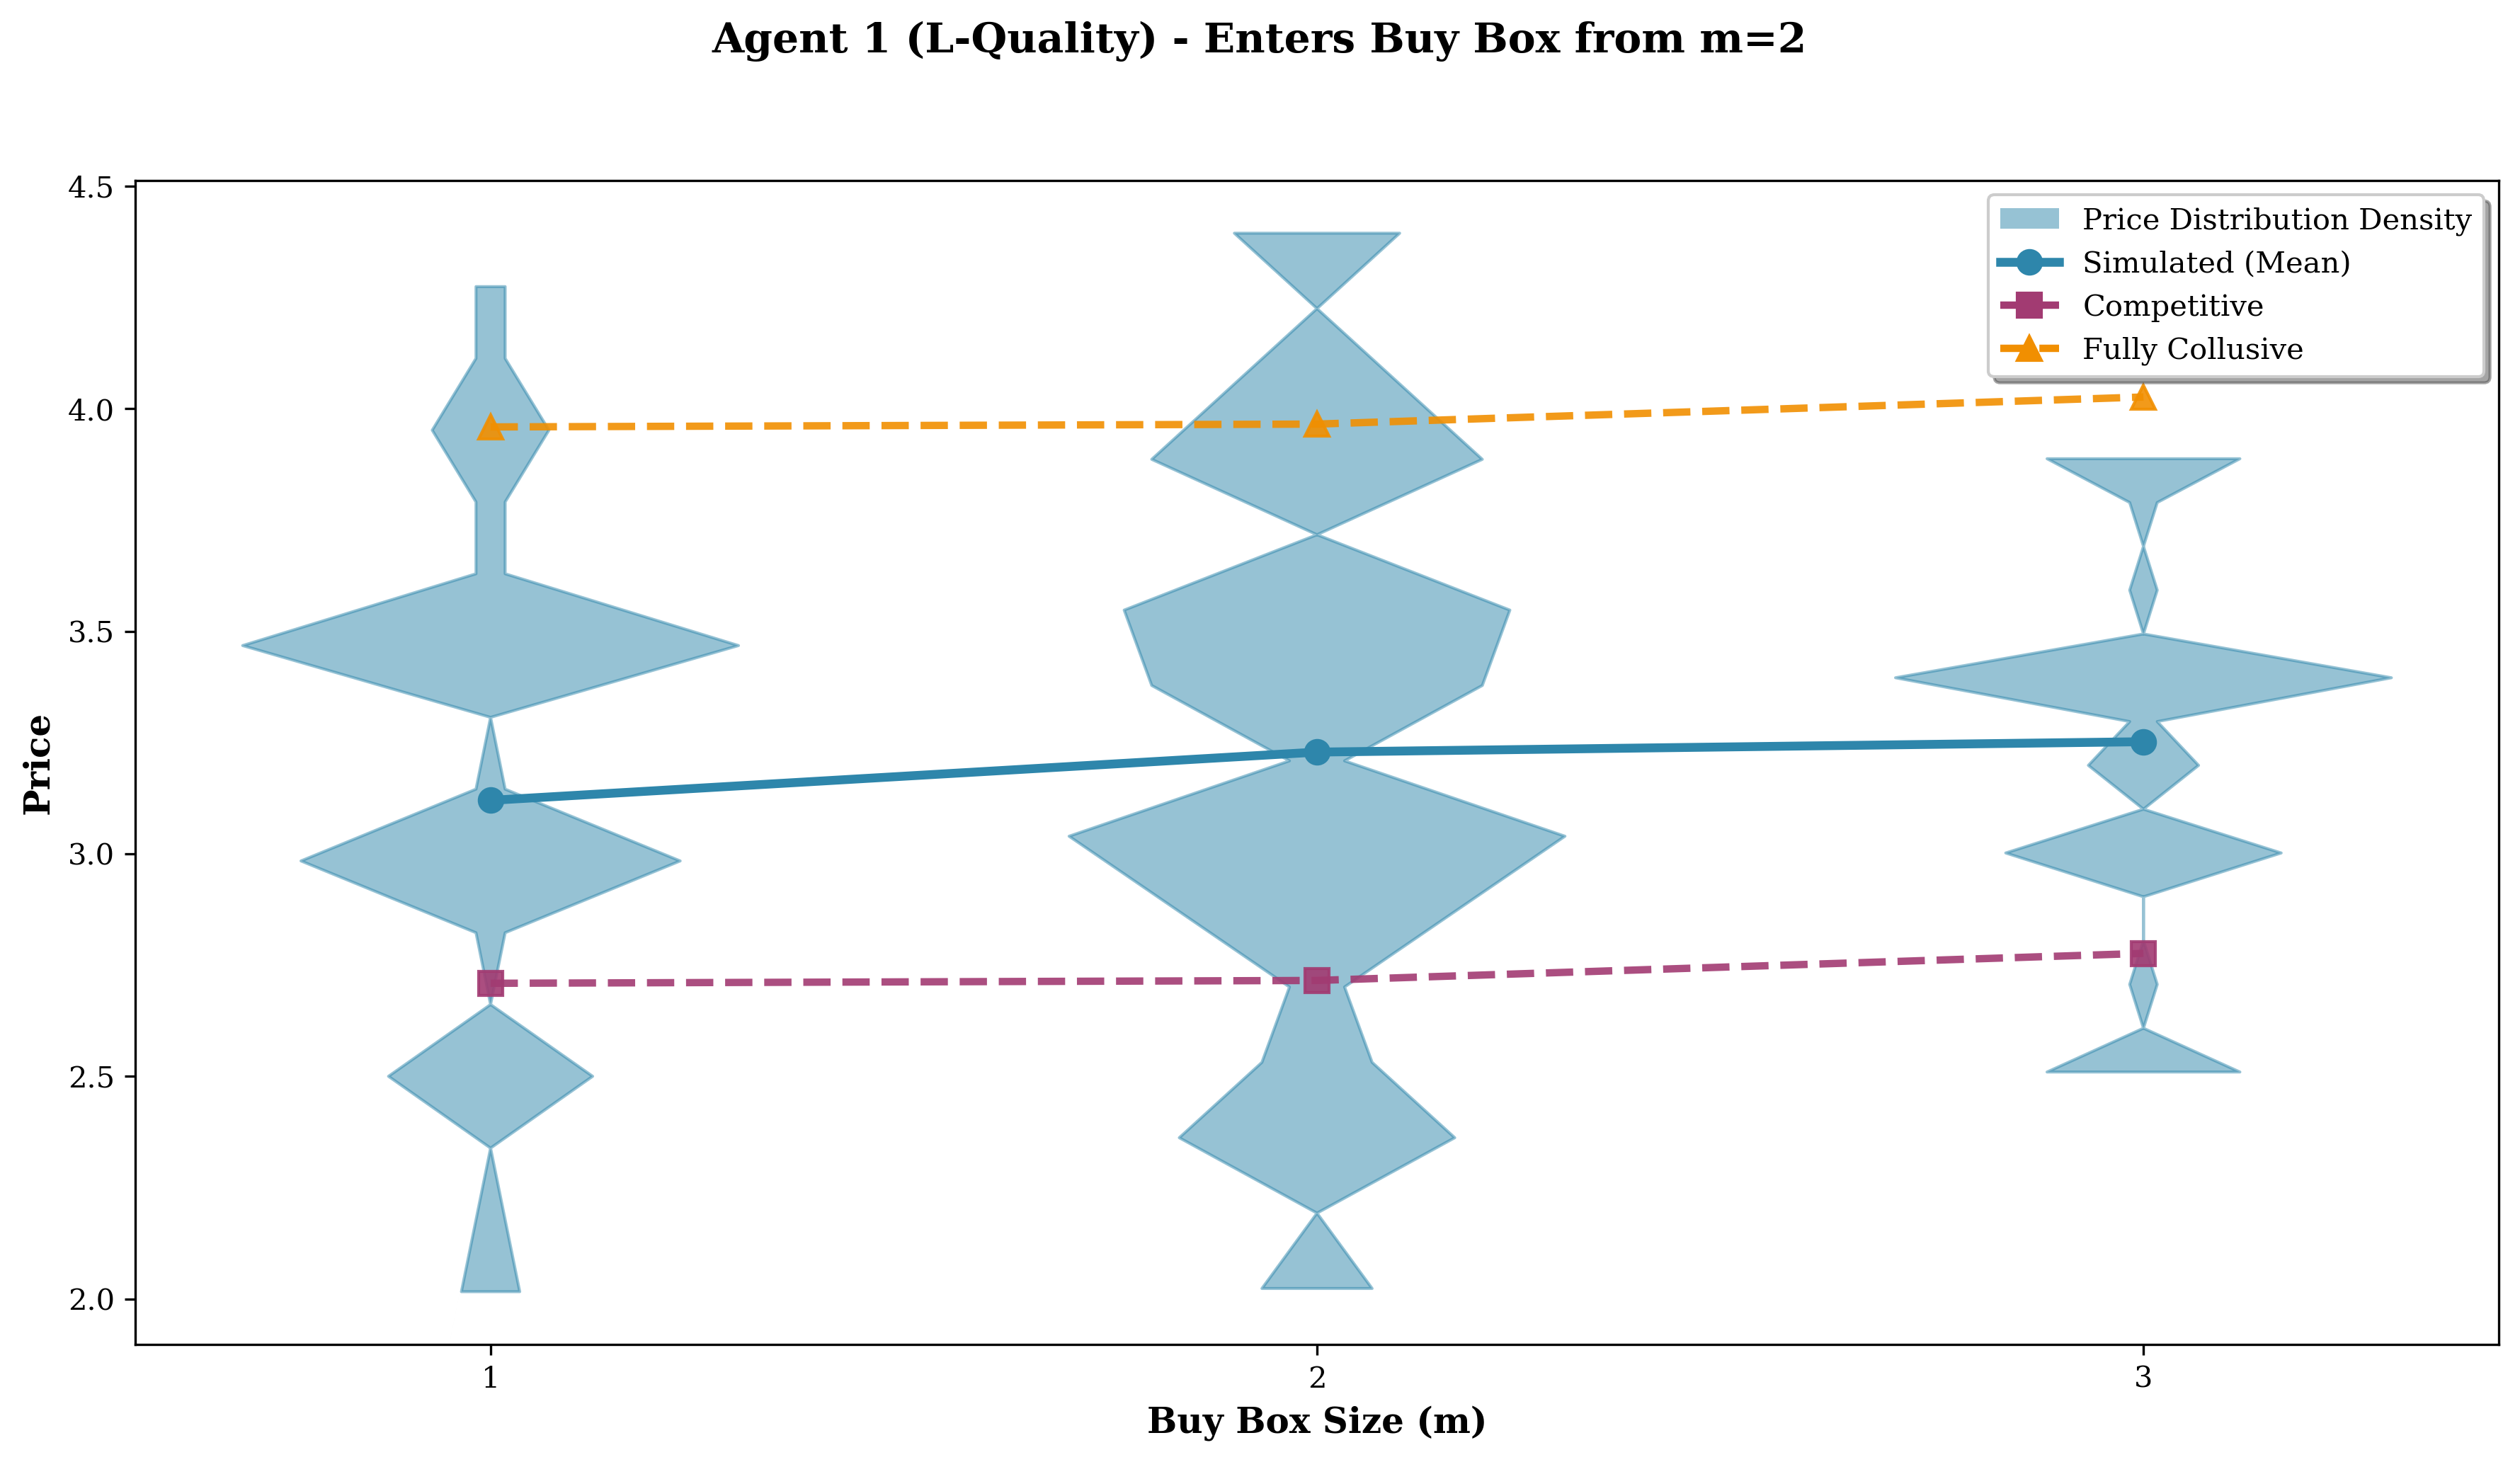 Agent 1 (L-Quality) - Enters Buy Box from m=2
4.5
4.0
3.5
3.0
2.5
2.0
Price
Price Distribution Density
Simulated (Mean)
Competitive
Fully Collusive
1
2
3
Buy Box Size (m)